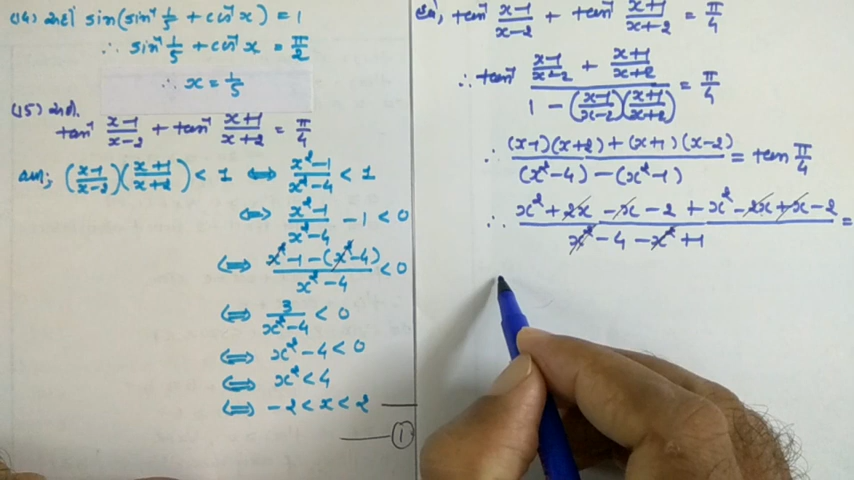 (14) sin(sin⁻¹ 1/5 + cos⁻¹ x) = 1
∴ sin⁻¹ 1/5 + cos⁻¹ x = π/2
∴ x = 1/5
(15)
tan⁻¹ (x-1)/(x-2) + tan⁻¹ (x+1)/(x+2) = π/4
((x-1)/(x-2))((x+1)/(x+2)) < 1 ⇔ (x²-1)/(x²-4) < 1
⇔ (x²-1)/(x²-4) - 1 < 0
⇔ (x²-1-(x²-4))/(x²-4) < 0
⇔ 3/(x²-4) < 0
⇔ x²-4 < 0
⇔ x² < 4
⇔ -2 < x < 2 —
— ①
tan⁻¹ (x-1)/(x-2) + tan⁻¹ (x+1)/(x+2) = π/4
∴ tan⁻¹ ((x-1)/(x-2) + (x+1)/(x+2))/(1 - ((x-1)/(x-2))((x+1)/(x+2))) = π/4
∴ ((x-1)(x+2) + (x+1)(x-2))/((x²-4) - (x²-1)) = tan π/4
∴ (x² + 2x - x - 2 + x² - 2x + x - 2)/(x² - 4 - x² + 1) =